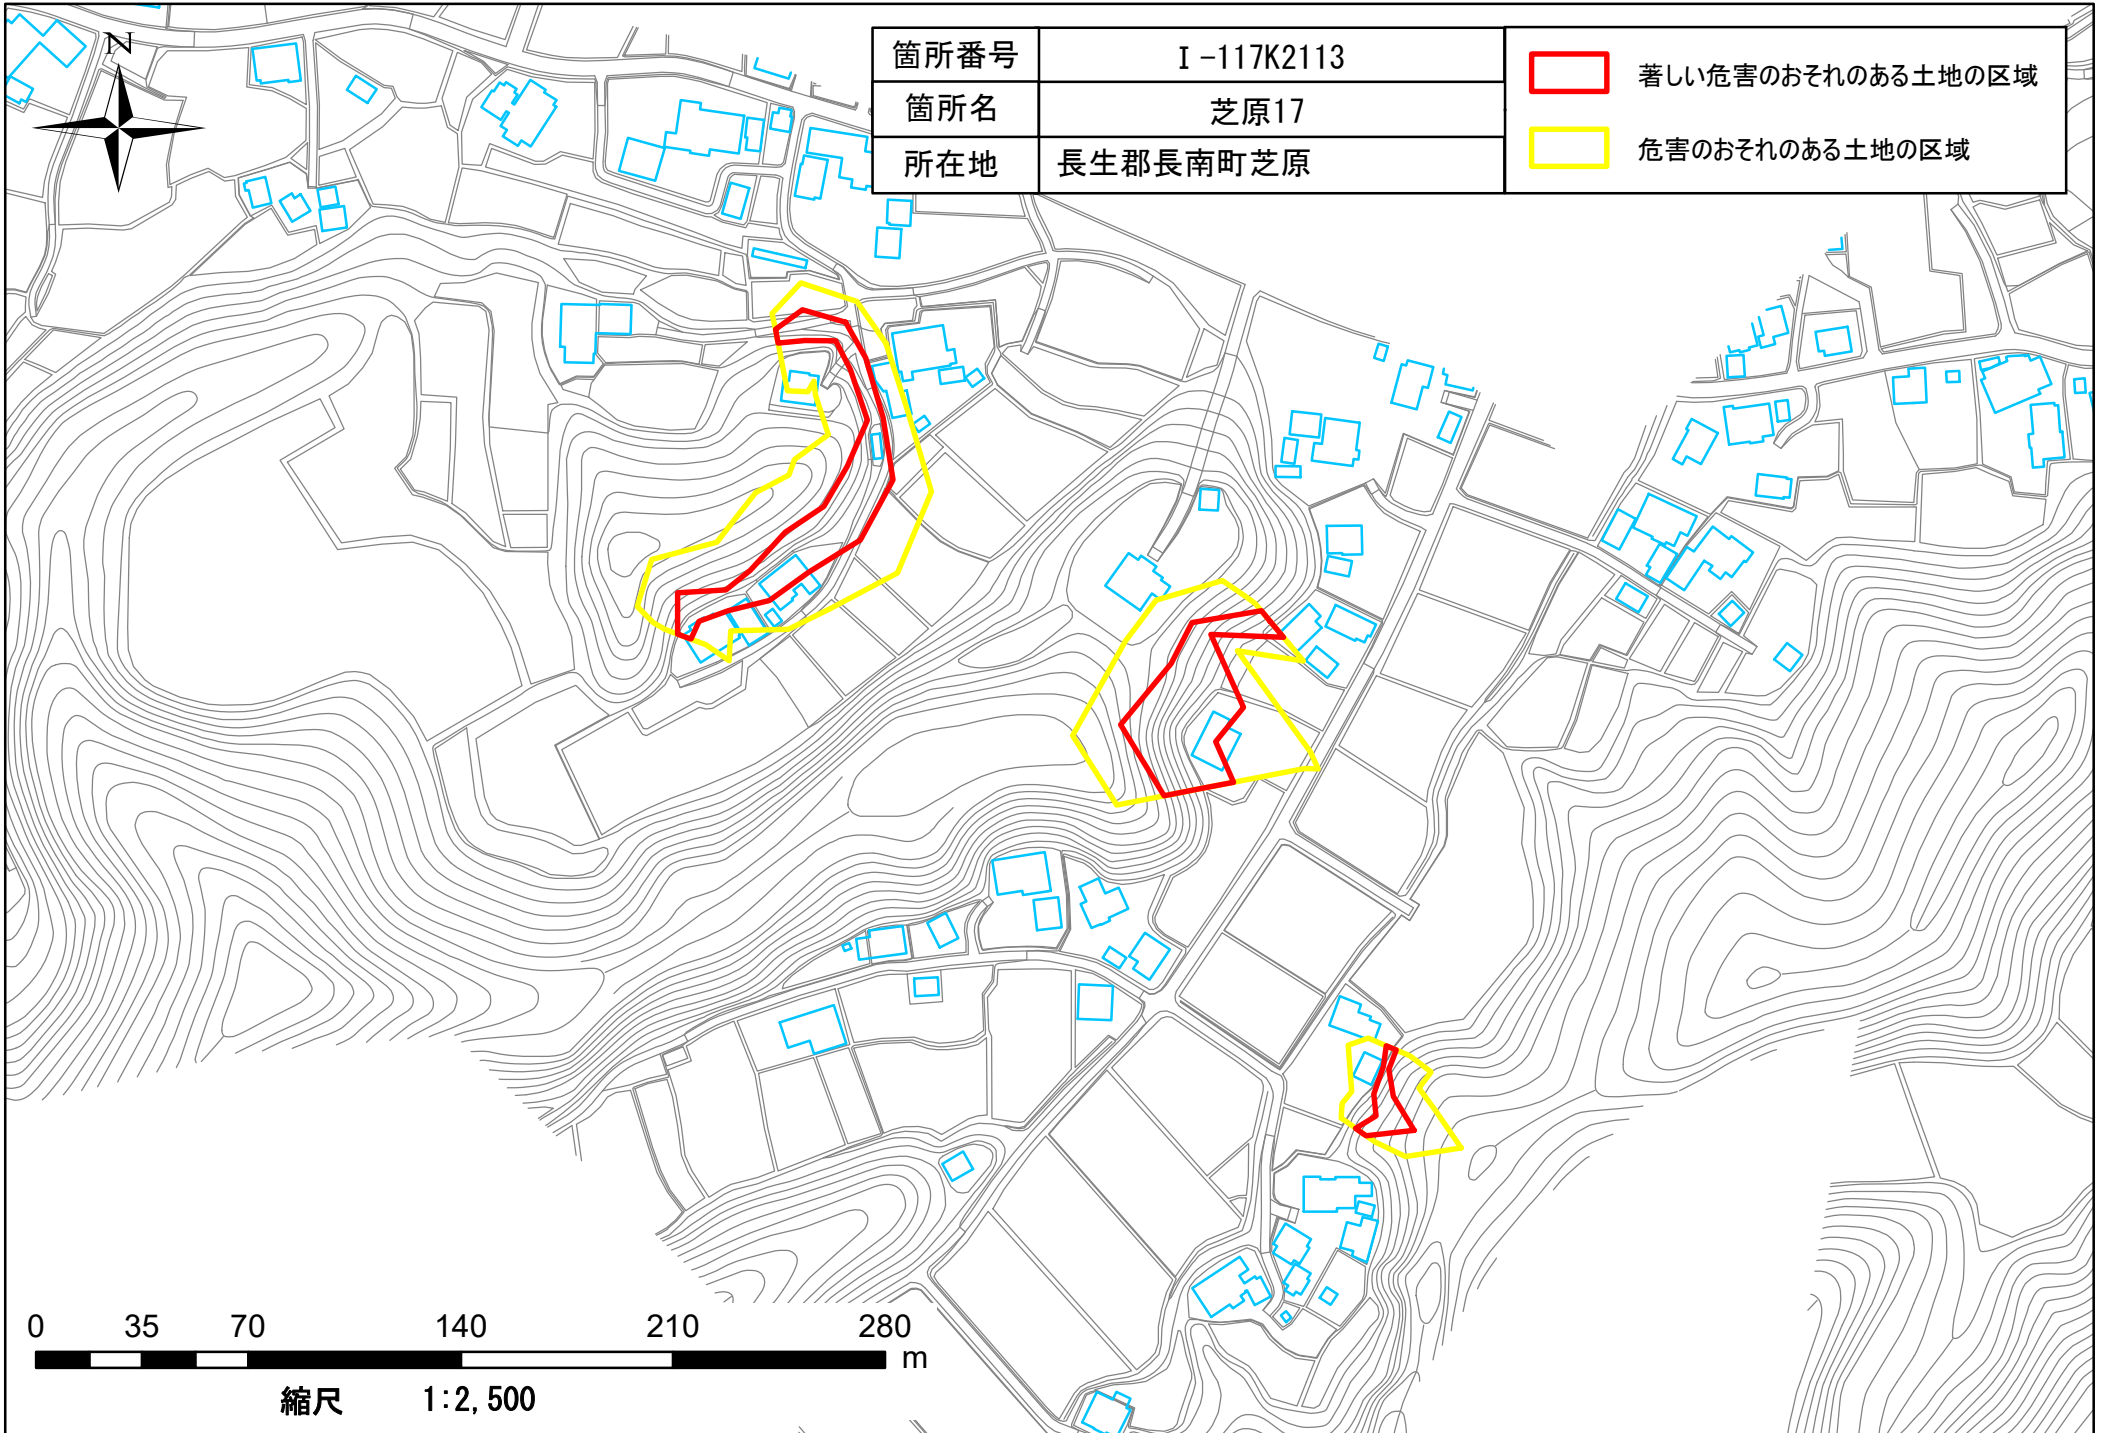 N
箇所番号 Ⅰ-117K2113
箇所名 芝原17
所在地 長生郡長南町芝原
著しい危害のおそれのある土地の区域
危害のおそれのある土地の区域
0 35 70 140 210 280
m
縮尺 1:2,500